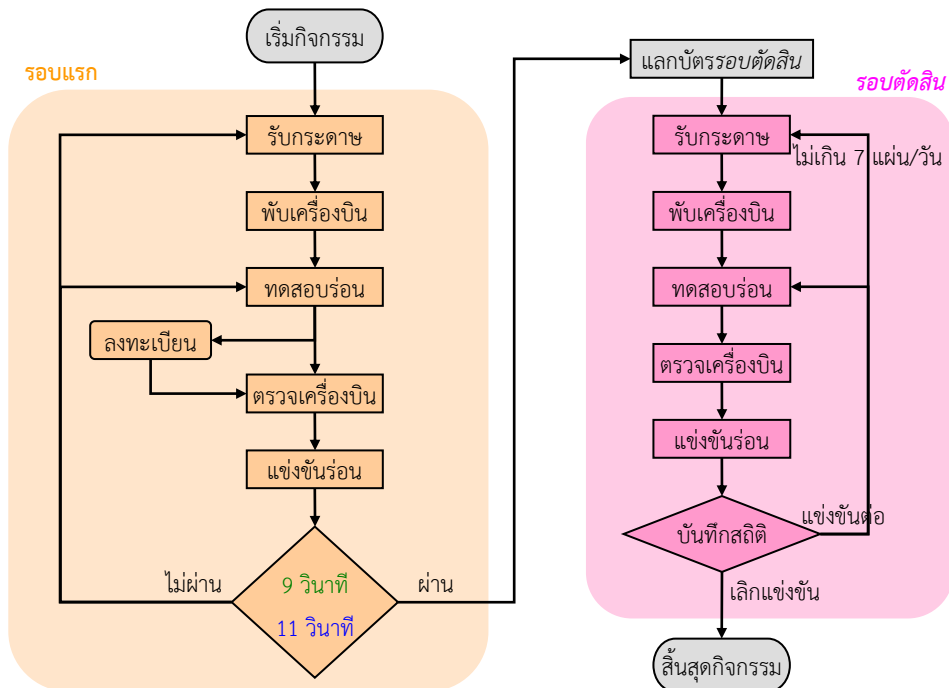 เริ่มกิจกรรม
รอบแรก
รับกระดาษ
พับเครื่องบิน
ทดสอบร่อน
ลงทะเบียน
ตรวจเครื่องบิน
แข่งขันร่อน
ไม่ผ่าน
9 วินาที
11 วินาที
ผ่าน
แลกบัตรรอบตัดสิน
รอบตัดสิน
รับกระดาษ
ไม่เกิน 7 แผ่น/วัน
พับเครื่องบิน
ทดสอบร่อน
ตรวจเครื่องบิน
แข่งขันร่อน
แข่งขันต่อ
บันทึกสถิติ
เลิกแข่งขัน
สิ้นสุดกิจกรรม